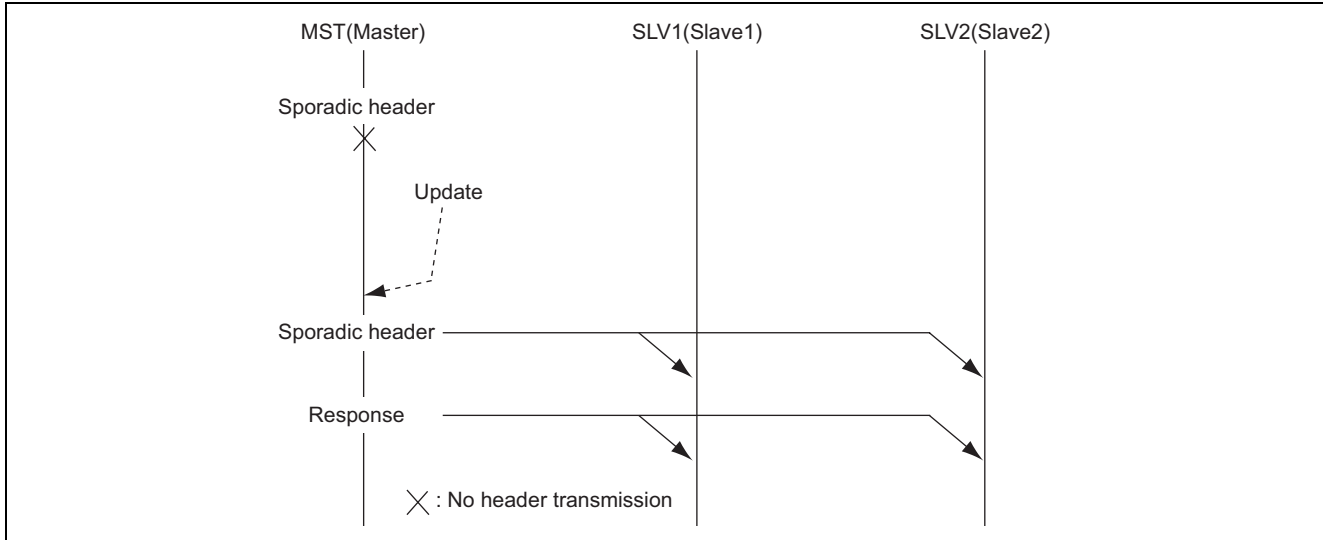 MST(Master) SLV1(Slave1) SLV2(Slave2)
Sporadic header
Update
Sporadic header
Response
: No header transmission